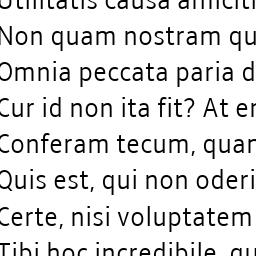 Utilitatis causa amiciti
Non quam nostram qu
Omnia peccata paria d
Cur id non ita fit? At er
Conferam tecum, quar
Quis est, qui non oderi
Certe, nisi voluptatem
Tibi hoc incredibile, qu